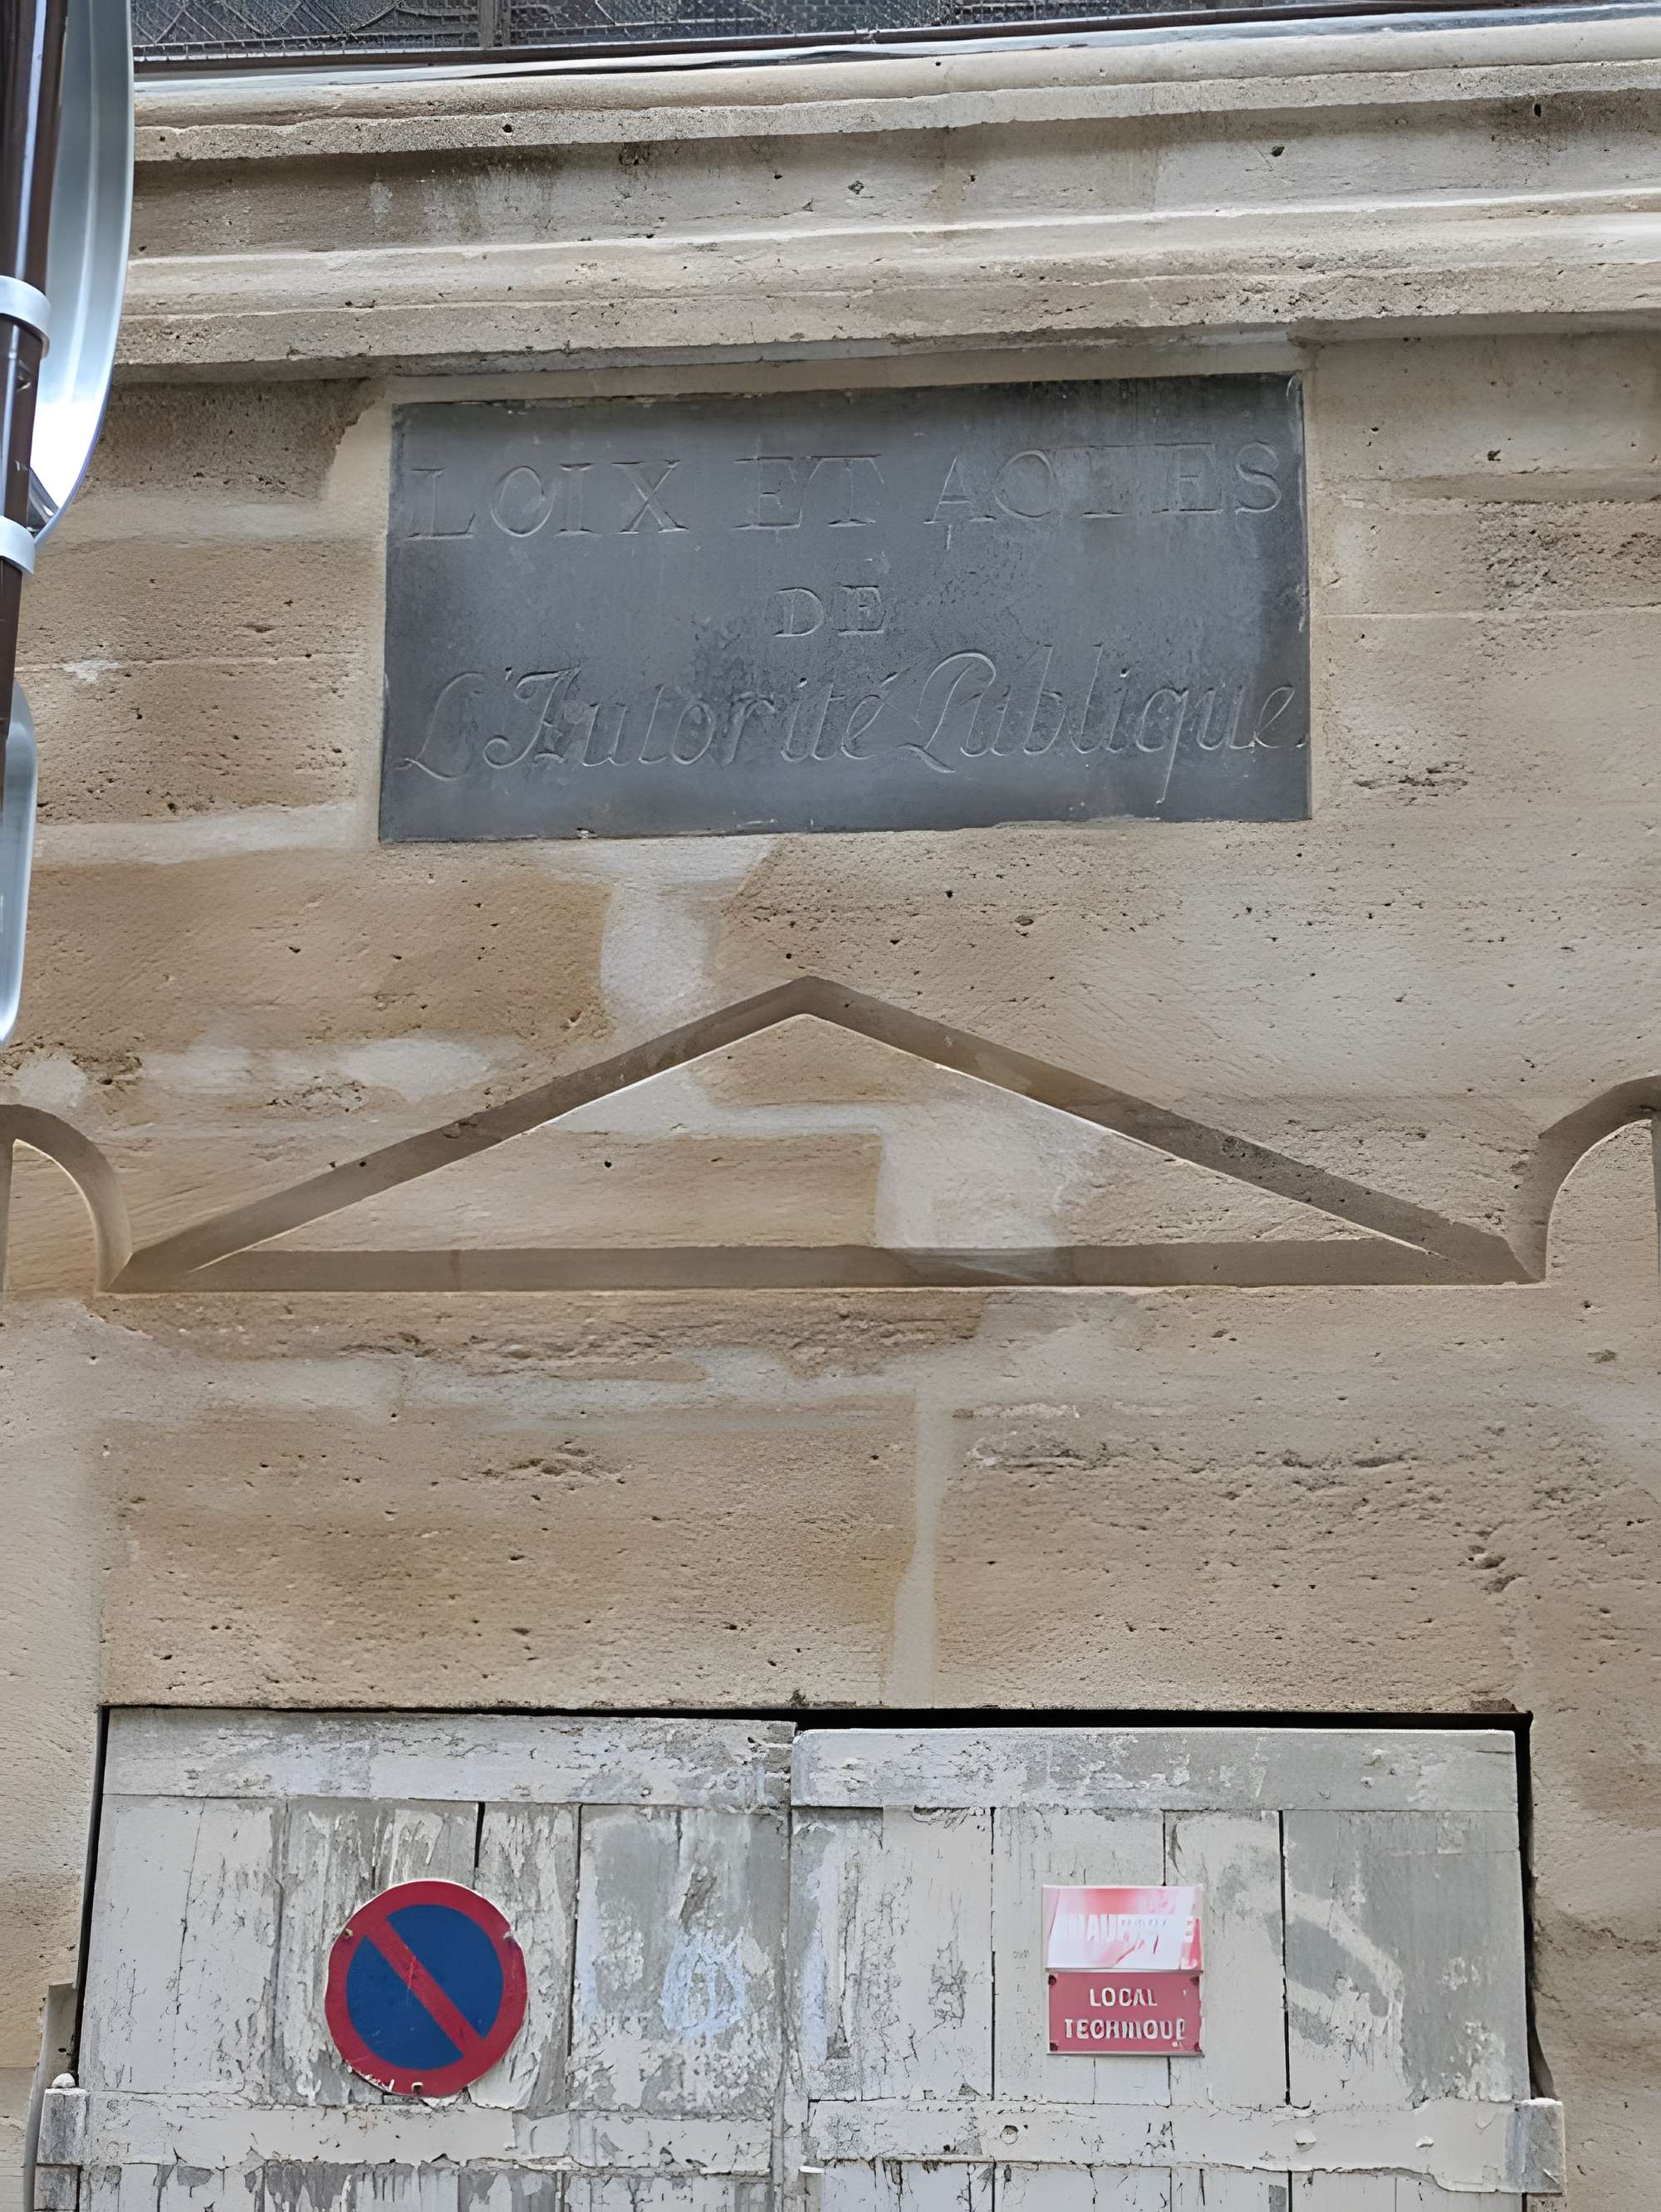 LOIX ET ACTES
DE
L'Autorité Publique.
LOCAL
TECHNIQUE